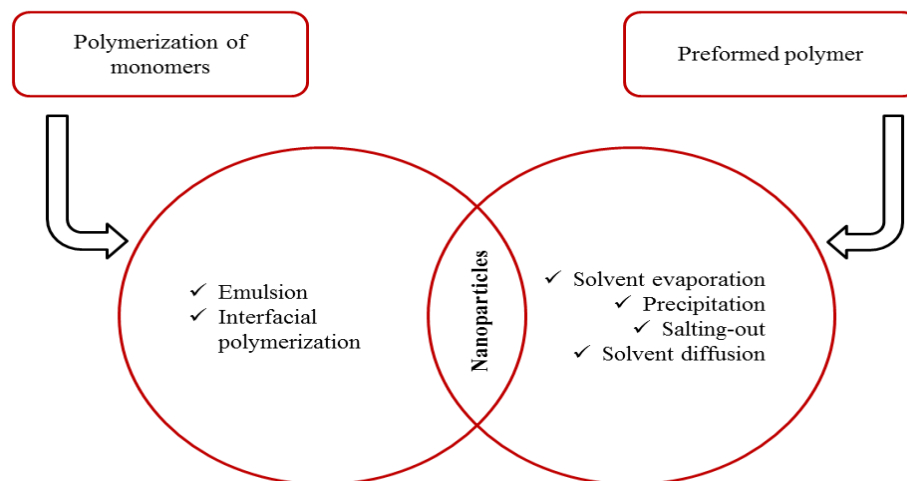 Polymerization of
monomers
Preformed polymer
✓ Emulsion
✓ Interfacial
polymerization
Nanoparticles
✓ Solvent evaporation
✓ Precipitation
✓ Salting-out
✓ Solvent diffusion